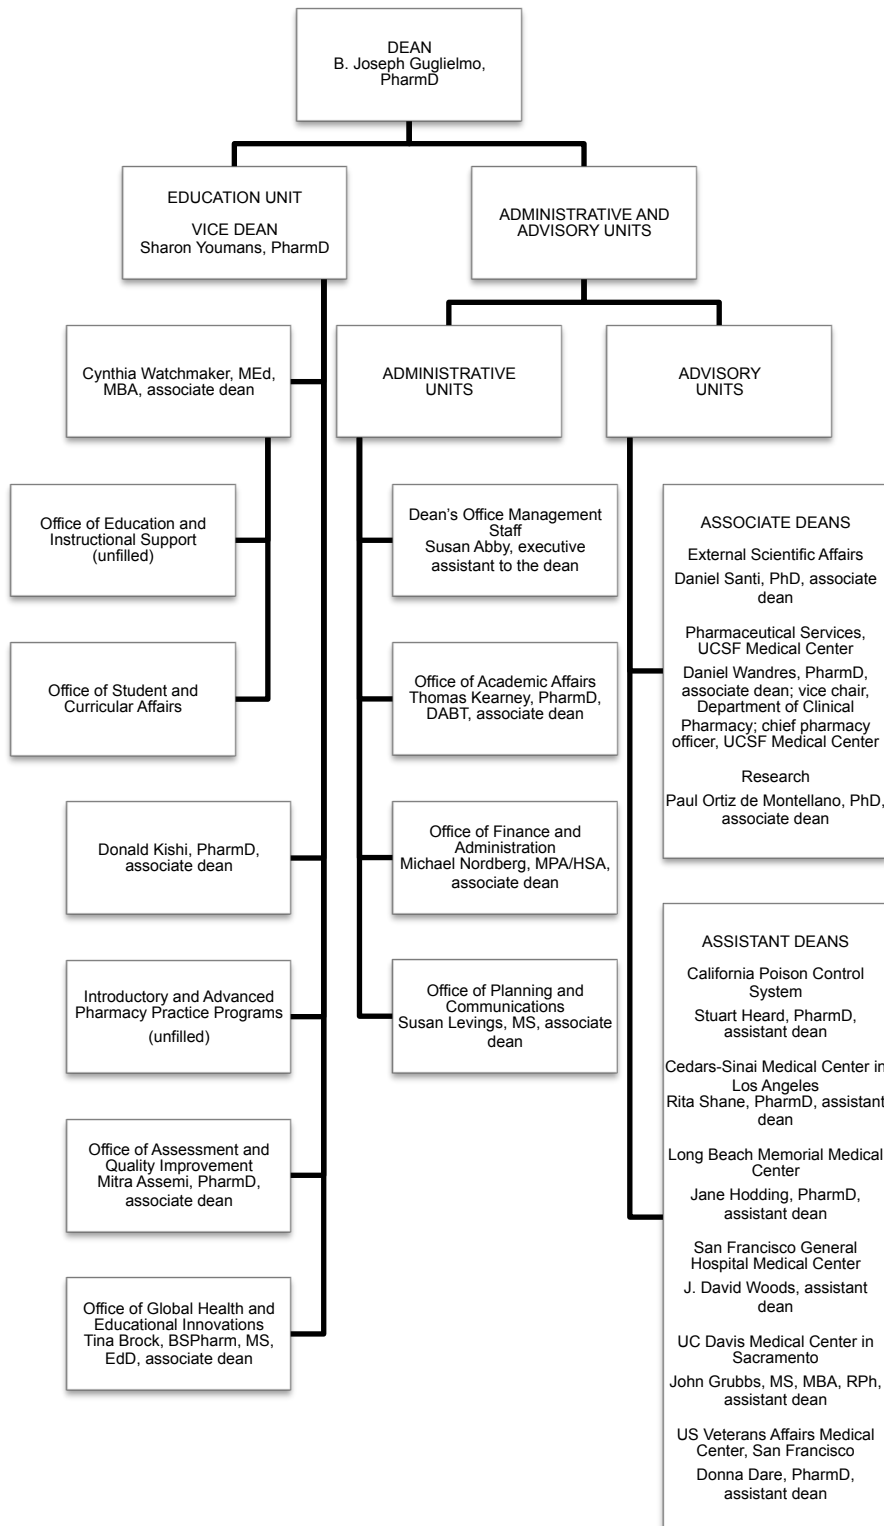 DEAN
B. Joseph Guglielmo,
PharmD
EDUCATION UNIT
VICE DEAN
Sharon Youmans, PharmD
ADMINISTRATIVE AND
ADVISORY UNITS
Cynthia Watchmaker, MEd,
MBA, associate dean
Office of Education and
Instructional Support
(unfilled)
Office of Student and
Curricular Affairs
Donald Kishi, PharmD,
associate dean
Introductory and Advanced
Pharmacy Practice Programs
(unfilled)
Office of Assessment and
Quality Improvement
Mitra Assemi, PharmD,
associate dean
Office of Global Health and
Educational Innovations
Tina Brock, BSPharm, MS,
EdD, associate dean
ADMINISTRATIVE
UNITS
Dean’s Office Management
Staff
Susan Abby, executive
assistant to the dean
Office of Academic Affairs
Thomas Kearney, PharmD,
DABT, associate dean
Office of Finance and
Administration
Michael Nordberg, MPA/HSA,
associate dean
Office of Planning and
Communications
Susan Levings, MS, associate
dean
ADVISORY
UNITS
ASSOCIATE DEANS
External Scientific Affairs
Daniel Santi, PhD, associate
dean
Pharmaceutical Services,
UCSF Medical Center
Daniel Wandres, PharmD,
associate dean; vice chair,
Department of Clinical
Pharmacy; chief pharmacy
officer, UCSF Medical Center
Research
Paul Ortiz de Montellano, PhD,
associate dean
ASSISTANT DEANS
California Poison Control
System
Stuart Heard, PharmD,
assistant dean
Cedars-Sinai Medical Center in
Los Angeles
Rita Shane, PharmD, assistant
dean
Long Beach Memorial Medical
Center
Jane Hodding, PharmD,
assistant dean
San Francisco General
Hospital Medical Center
J. David Woods, assistant
dean
UC Davis Medical Center in
Sacramento
John Grubbs, MS, MBA, RPh,
assistant dean
US Veterans Affairs Medical
Center, San Francisco
Donna Dare, PharmD,
assistant dean